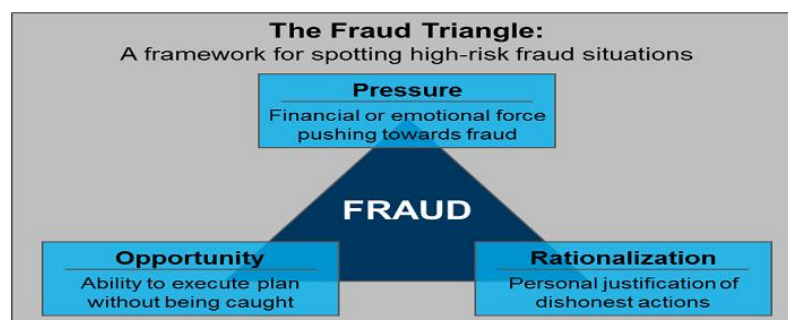 The Fraud Triangle:
A framework for spotting high-risk fraud situations
Pressure
Financial or emotional force
pushing towards fraud
FRAUD
Opportunity
Ability to execute plan
without being caught
Rationalization
Personal justification of
dishonest actions